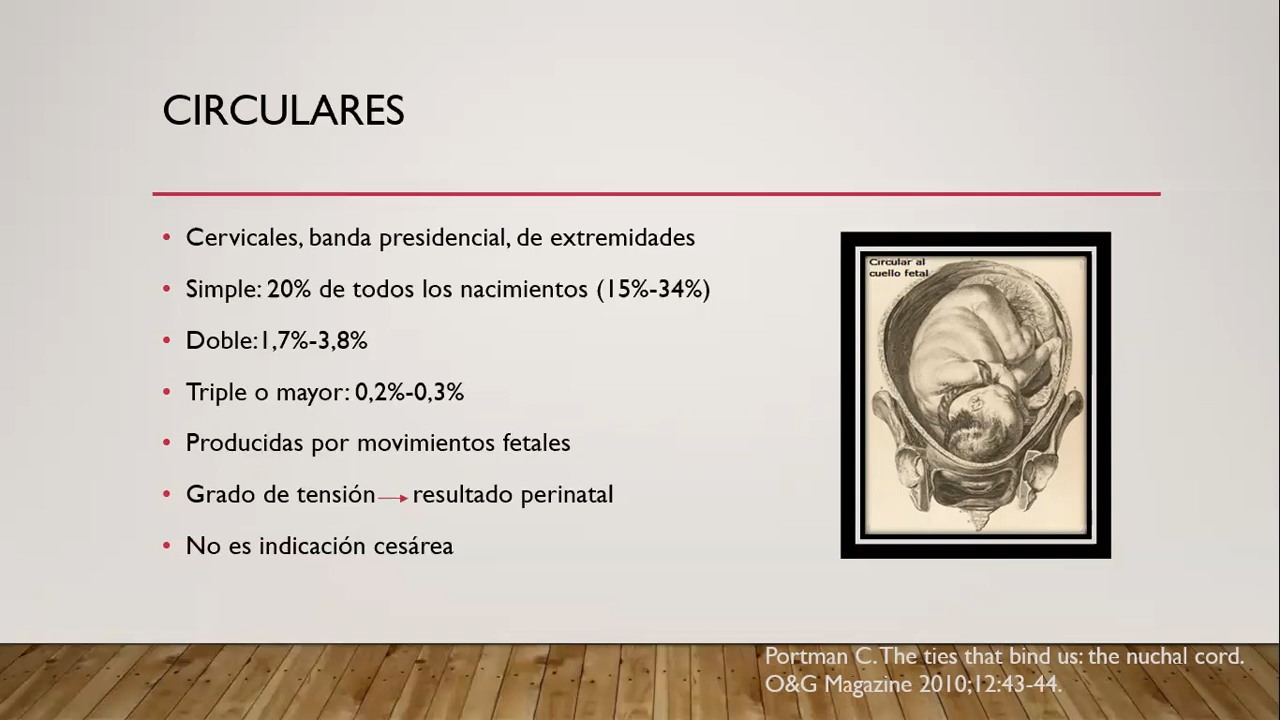 CIRCULARES
• Cervicales, banda presidencial, de extremidades
• Simple: 20% de todos los nacimientos (15%-34%)
• Doble:1,7%-3,8%
• Triple o mayor: 0,2%-0,3%
• Producidas por movimientos fetales
• Grado de tensión → resultado perinatal
• No es indicación cesárea
Circular al
cuello fetal
Portman C. The ties that bind us: the nuchal cord.
O&G Magazine 2010;12:43-44.